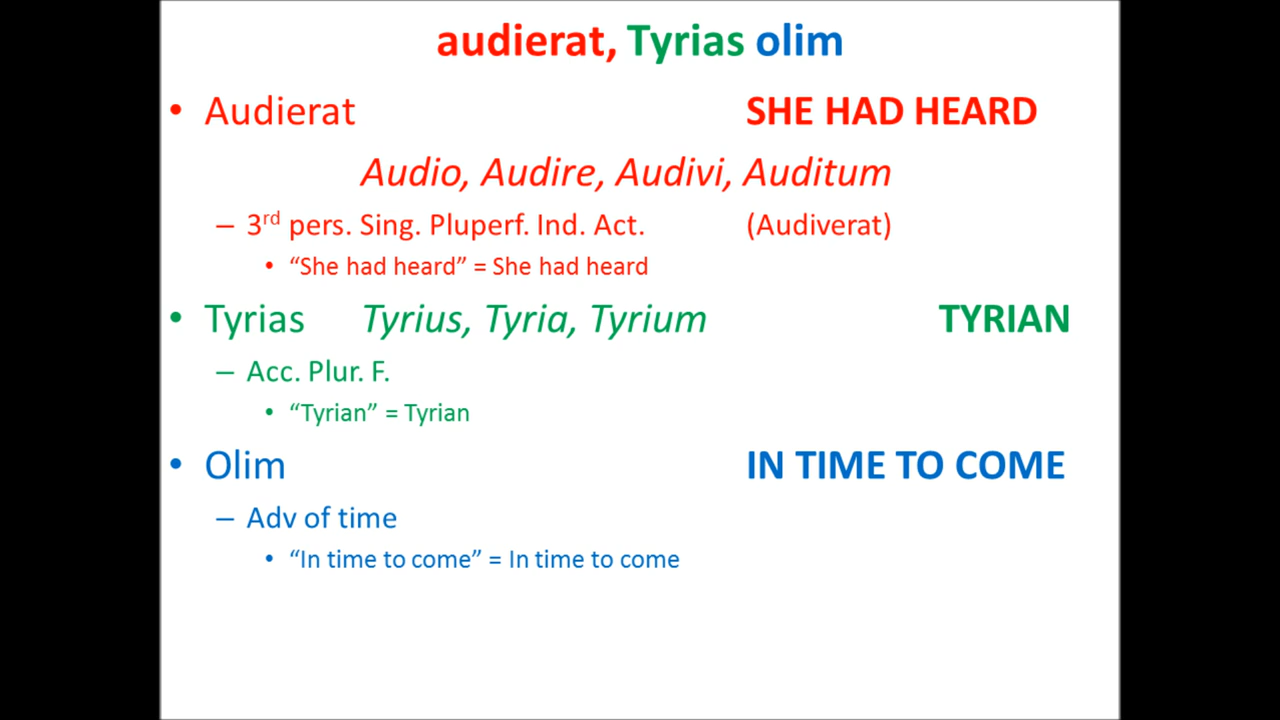 audierat, Tyrias olim
• Audierat SHE HAD HEARD
Audio, Audire, Audivi, Auditum
– 3rd pers. Sing. Pluperf. Ind. Act. (Audiverat)
• “She had heard” = She had heard
• Tyrias Tyrius, Tyria, Tyrium TYRIAN
– Acc. Plur. F.
• “Tyrian” = Tyrian
• Olim IN TIME TO COME
– Adv of time
• “In time to come” = In time to come